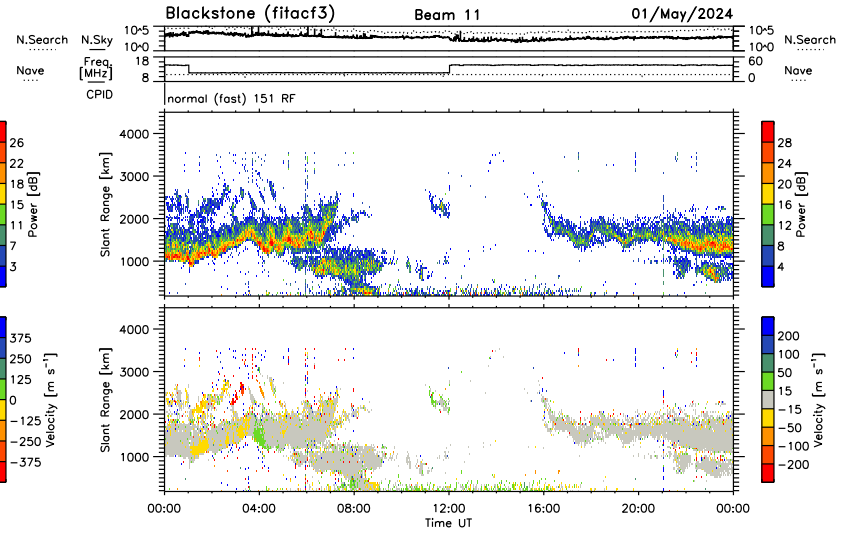 Blackstone (fitacf3) Beam 11 01/May/2024
N.Search N.Sky 10^5 10^0 10^5 10^0 N.Search
Nave Freq. [MHz] 18 8 60 0 Nave
CPID normal (fast) 151 RF
26 22 18 15 11 7 3 Power [dB]
Slant Range [km] 4000 3000 2000 1000
28 24 20 16 12 8 4 Power [dB]
375 250 125 0 -125 -250 -375 Velocity [m s⁻¹]
Slant Range [km] 4000 3000 2000 1000
200 100 50 15 -15 -50 -100 -200 Velocity [m s⁻¹]
00:00 04:00 08:00 12:00 16:00 20:00 00:00
Time UT